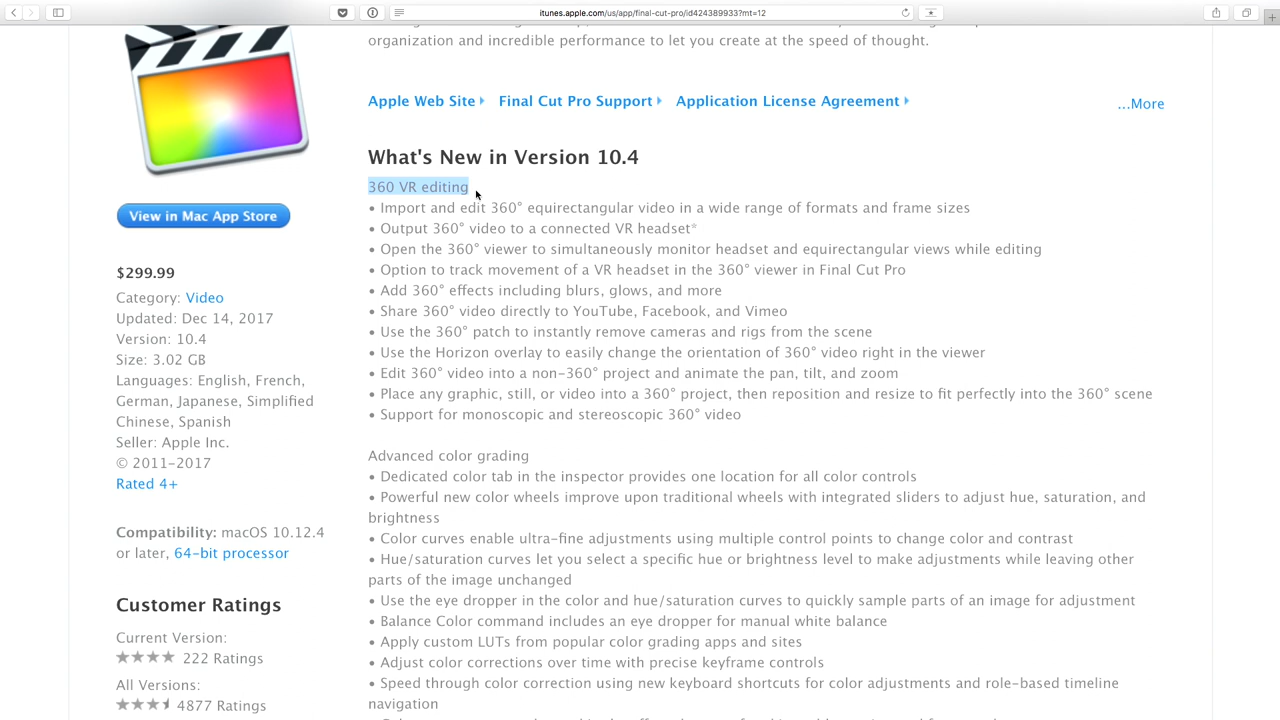 itunes.apple.com/us/app/final-cut-pro/id424389933?mt=12
organization and incredible performance to let you create at the speed of thought.
Apple Web Site
Final Cut Pro Support
Application License Agreement
...More
What's New in Version 10.4
360 VR editing
• Import and edit 360° equirectangular video in a wide range of formats and frame sizes
• Output 360° video to a connected VR headset*
• Open the 360° viewer to simultaneously monitor headset and equirectangular views while editing
• Option to track movement of a VR headset in the 360° viewer in Final Cut Pro
• Add 360° effects including blurs, glows, and more
• Share 360° video directly to YouTube, Facebook, and Vimeo
• Use the 360° patch to instantly remove cameras and rigs from the scene
• Use the Horizon overlay to easily change the orientation of 360° video right in the viewer
• Edit 360° video into a non-360° project and animate the pan, tilt, and zoom
• Place any graphic, still, or video into a 360° project, then reposition and resize to fit perfectly into the 360° scene
• Support for monoscopic and stereoscopic 360° video
Advanced color grading
• Dedicated color tab in the inspector provides one location for all color controls
• Powerful new color wheels improve upon traditional wheels with integrated sliders to adjust hue, saturation, and
brightness
• Color curves enable ultra-fine adjustments using multiple control points to change color and contrast
• Hue/saturation curves let you select a specific hue or brightness level to make adjustments while leaving other
parts of the image unchanged
• Use the eye dropper in the color and hue/saturation curves to quickly sample parts of an image for adjustment
• Balance Color command includes an eye dropper for manual white balance
• Apply custom LUTs from popular color grading apps and sites
• Adjust color corrections over time with precise keyframe controls
• Speed through color correction using new keyboard shortcuts for color adjustments and role-based timeline
navigation
View in Mac App Store
$299.99
Category: Video
Updated: Dec 14, 2017
Version: 10.4
Size: 3.02 GB
Languages: English, French,
German, Japanese, Simplified
Chinese, Spanish
Seller: Apple Inc.
© 2011-2017
Rated 4+
Compatibility: macOS 10.12.4
or later, 64-bit processor
Customer Ratings
Current Version:
222 Ratings
All Versions:
4877 Ratings